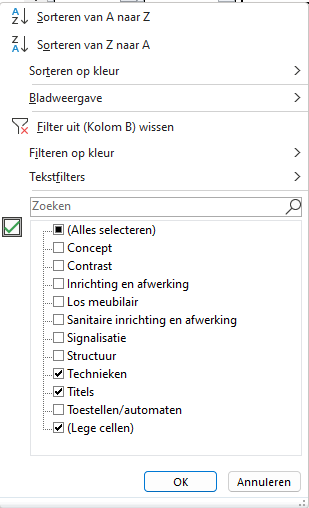 Sorteren van A naar Z
Sorteren van Z naar A
Sorteren op kleur
Bladweergave
Filter uit (Kolom B) wissen
Filteren op kleur
Tekstfilters
Zoeken
(Alles selecteren)
Concept
Contrast
Inrichting en afwerking
Los meubilair
Sanitaire inrichting en afwerking
Signalisatie
Structuur
Technieken
Titels
Toestellen/automaten
(Lege cellen)
OK
Annuleren